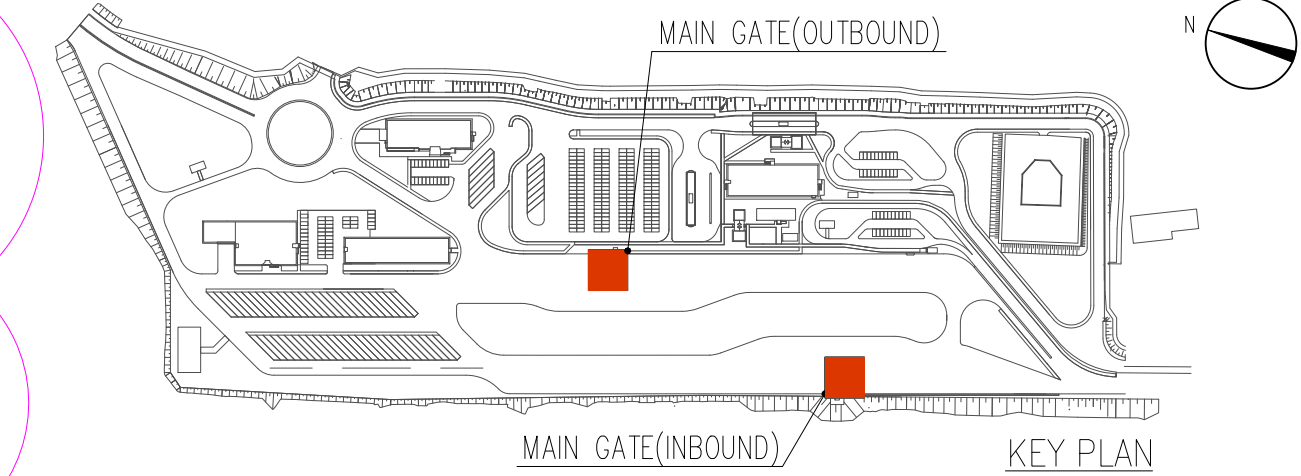 MAIN GATE(OUTBOUND)
N
MAIN GATE(INBOUND)
KEY PLAN